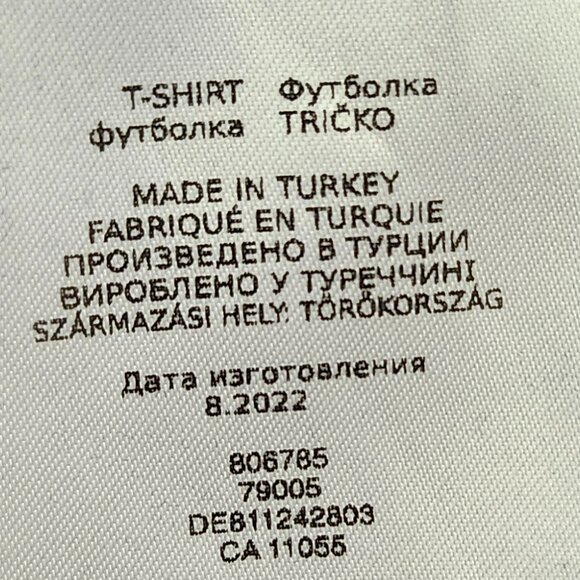 T-SHIRT Футболка
футболка TRIČKO
MADE IN TURKEY
FABRIQUÉ EN TURQUIE
ПРОИЗВЕДЕНО В ТУРЦИИ
ВИРОБЛЕНО У ТУРЕЧЧИНІ
SZÁRMAZÁSI HELY: TÖRÖKORSZÁG
Дата изготовления
8.2022
806785
79005
DE811242803
CA 11055